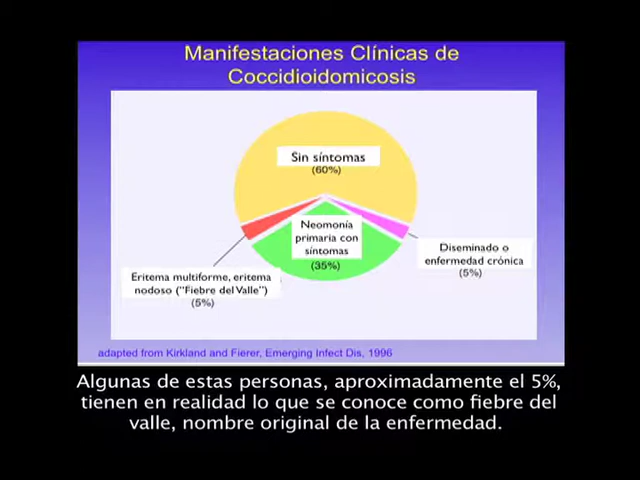 Manifestaciones Clínicas de
Coccidioidomicosis
Sin síntomas
(60%)
Neomonía
primaria con
síntomas
(35%)
Diseminado o
enfermedad crónica
(5%)
Eritema multiforme, eritema
nodoso ("Fiebre del Valle")
(5%)
adapted from Kirkland and Fierer, Emerging Infect Dis, 1996
Algunas de estas personas, aproximadamente el 5%,
tienen en realidad lo que se conoce como fiebre del
valle, nombre original de la enfermedad.